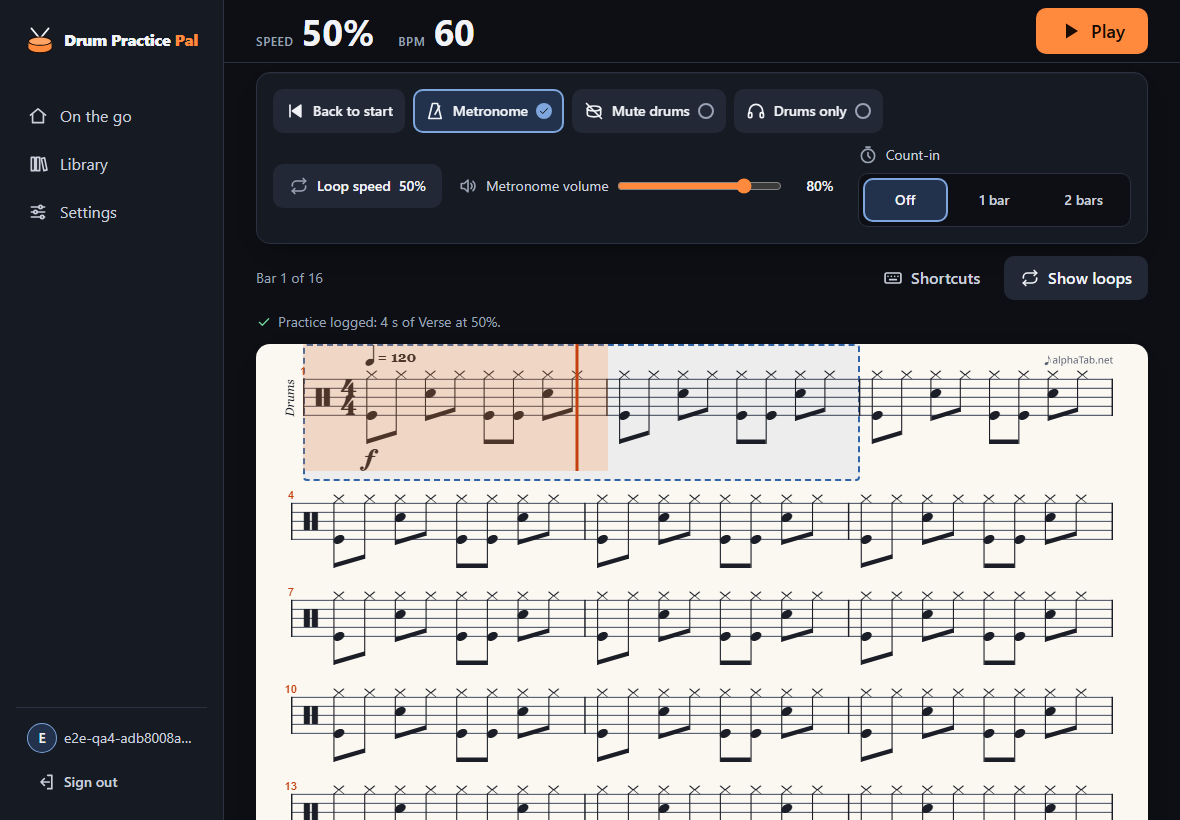 Drum Practice Pal
SPEED 50% BPM 60
Play
On the go
Library
Settings
Back to start
Metronome
Mute drums
Drums only
Loop speed 50%
Metronome volume
80%
Count-in
Off
1 bar
2 bars
Bar 1 of 16
Shortcuts
Show loops
Practice logged: 4 s of Verse at 50%.
= 120
alphaTab.net
1
Drums
4
4
f
4
7
10
13
E
e2e-qa4-adb8008a...
Sign out